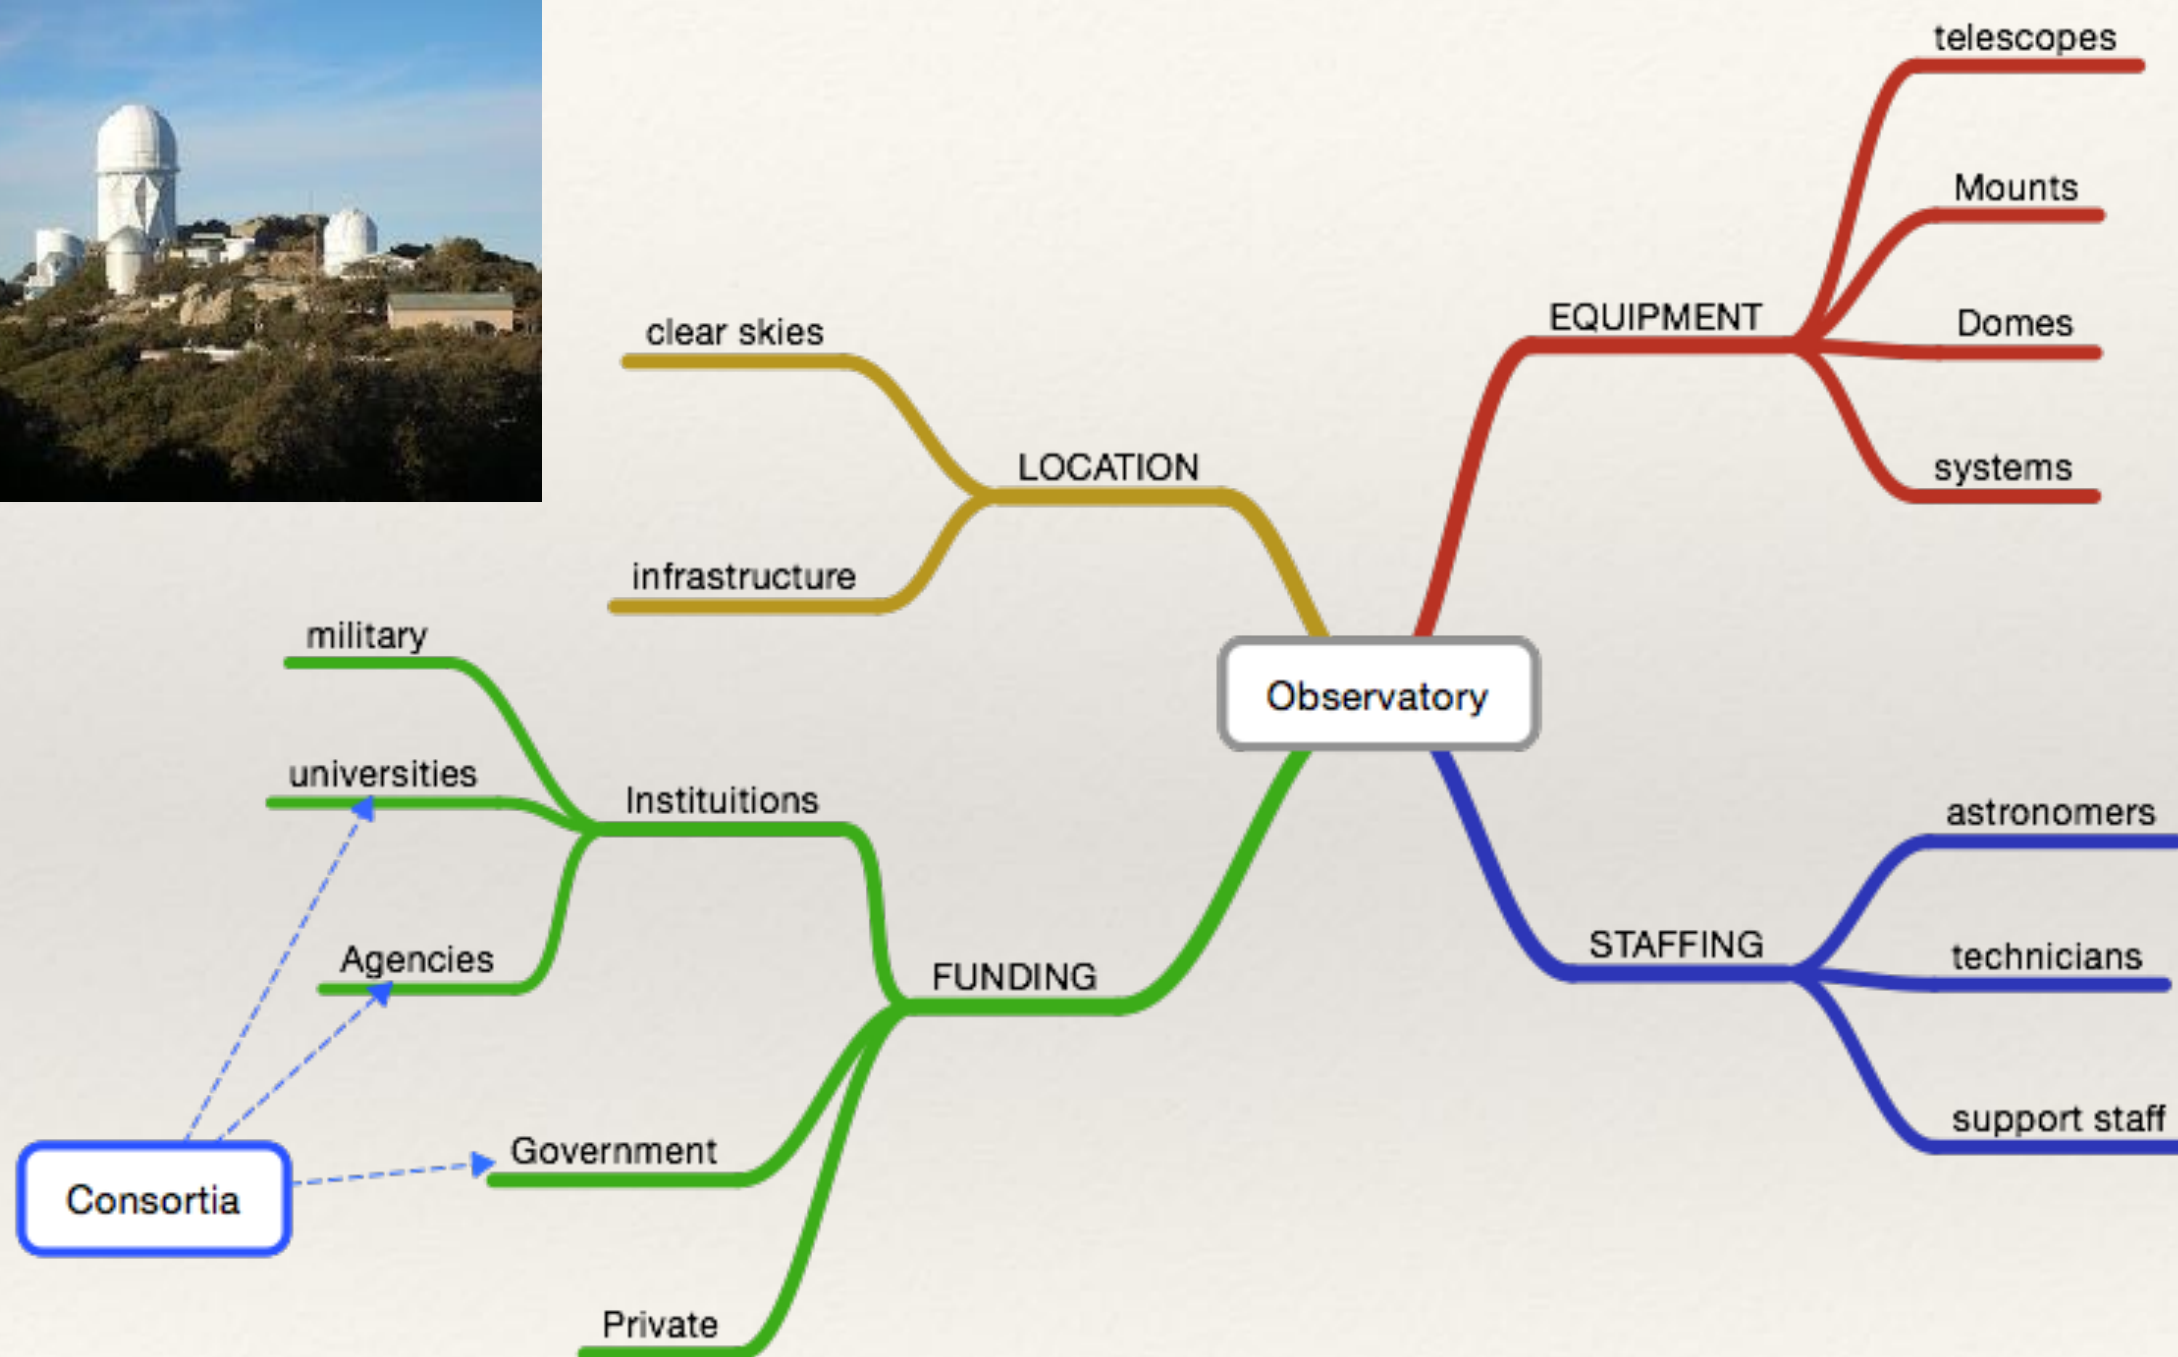 telescopes
Mounts
Domes
systems
EQUIPMENT
clear skies
LOCATION
infrastructure
Observatory
military
universities
Instituitions
Agencies
FUNDING
Government
Private
Consortia
STAFFING
astronomers
technicians
support staff